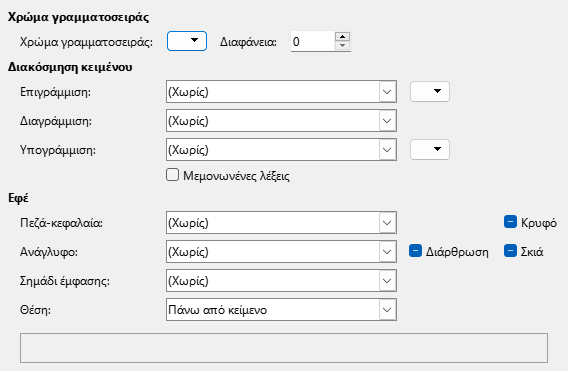 Χρώμα γραμματοσειράς
Χρώμα γραμματοσειράς: Διαφάνεια: 0
Διακόσμηση κειμένου
Επιγράμμιση: (Χωρίς)
Διαγράμμιση: (Χωρίς)
Υπογράμμιση: (Χωρίς)
Μεμονωνένες λέξεις
Εφέ
Πεζά-κεφαλαία: (Χωρίς) Κρυφό
Ανάγλυφο: (Χωρίς) Διάρθρωση Σκιά
Σημάδι έμφασης: (Χωρίς)
Θέση: Πάνω από κείμενο